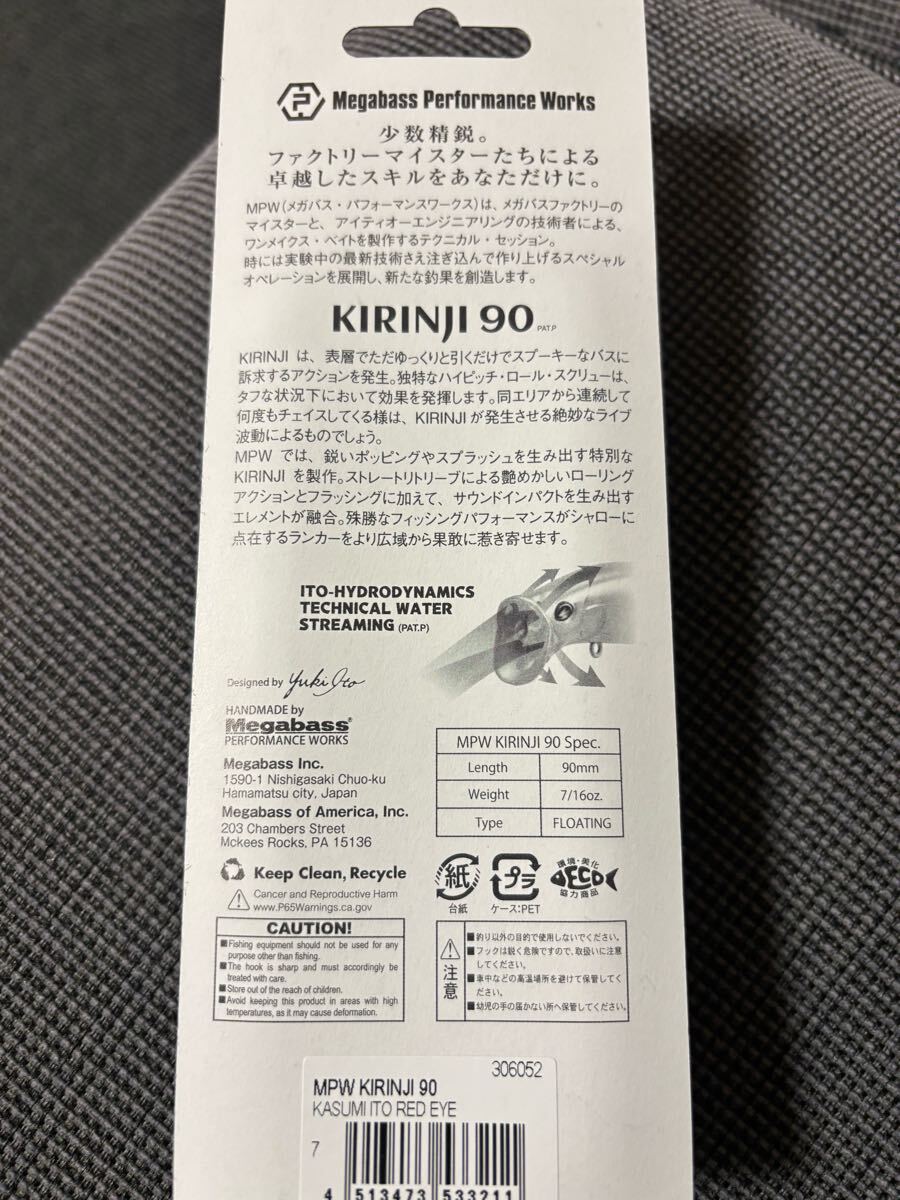 Megabass Performance Works
少数精鋭。
ファクトリーマイスターたちによる
卓越したスキルをあなただけに。
MPW（メガバス・パフォーマンスワークス）は、メガバスファクトリーの
マイスターと、アイティオーエンジニアリングの技術者による、
ワンメイクス・ベイトを製作するテクニカル・セッション。
時には実験中の最新技術さえ注ぎ込んで作り上げるスペシャル
オペレーションを展開し、新たな釣果を創造します。
KIRINJI 90 PAT.P
KIRINJI は、表層でただゆっくりと引くだけでスプーキーなバスに
訴求するアクションを発生。独特なハイピッチ・ロール・スクリューは、
タフな状況下において効果を発揮します。同エリアから連続して
何度もチェイスしてくる様は、KIRINJI が発生させる絶妙なライブ
波動によるものでしょう。
MPW では、鋭いポッピングやスプラッシュを生み出す特別な
KIRINJI を製作。ストレートリトリーブによる艶めかしいローリング
アクションとフラッシングに加えて、サウンドインパクトを生み出す
エレメントが融合。殊勝なフィッシングパフォーマンスがシャローに
点在するランカーをより広域から果敢に惹き寄せます。
ITO-HYDRODYNAMICS
TECHNICAL WATER
STREAMING (PAT.P)
Designed by Yuki Ito
HANDMADE by
Megabass®
PERFORMANCE WORKS
Megabass Inc.
1590-1 Nishigasaki Chuo-ku
Hamamatsu city, Japan
Megabass of America, Inc.
203 Chambers Street
Mckees Rocks, PA 15136
MPW KIRINJI 90 Spec.
Length 90mm
Weight 7/16oz.
Type FLOATING
Keep Clean, Recycle
Cancer and Reproductive Harm
www.P65Warnings.ca.gov
紙
台紙
プラ
ケース:PET
環境・美化
ECO
協力商品
CAUTION!
■Fishing equipment should not be used for any
purpose other than fishing.
■The hook is sharp and must accordingly be
treated with care.
■Store out of the reach of children.
■Avoid keeping this product in areas with high
temperatures, as it may cause deformation.
注意
■釣り以外の目的で使用しないでください。
■フックは鋭く危険ですので、取扱いに注意
してください。
■車中などの高温場所を避けて保管してく
ださい。
■幼児の手の届かない所へ保管してください。
306052
MPW KIRINJI 90
KASUMI ITO RED EYE
7
4 513473 533211